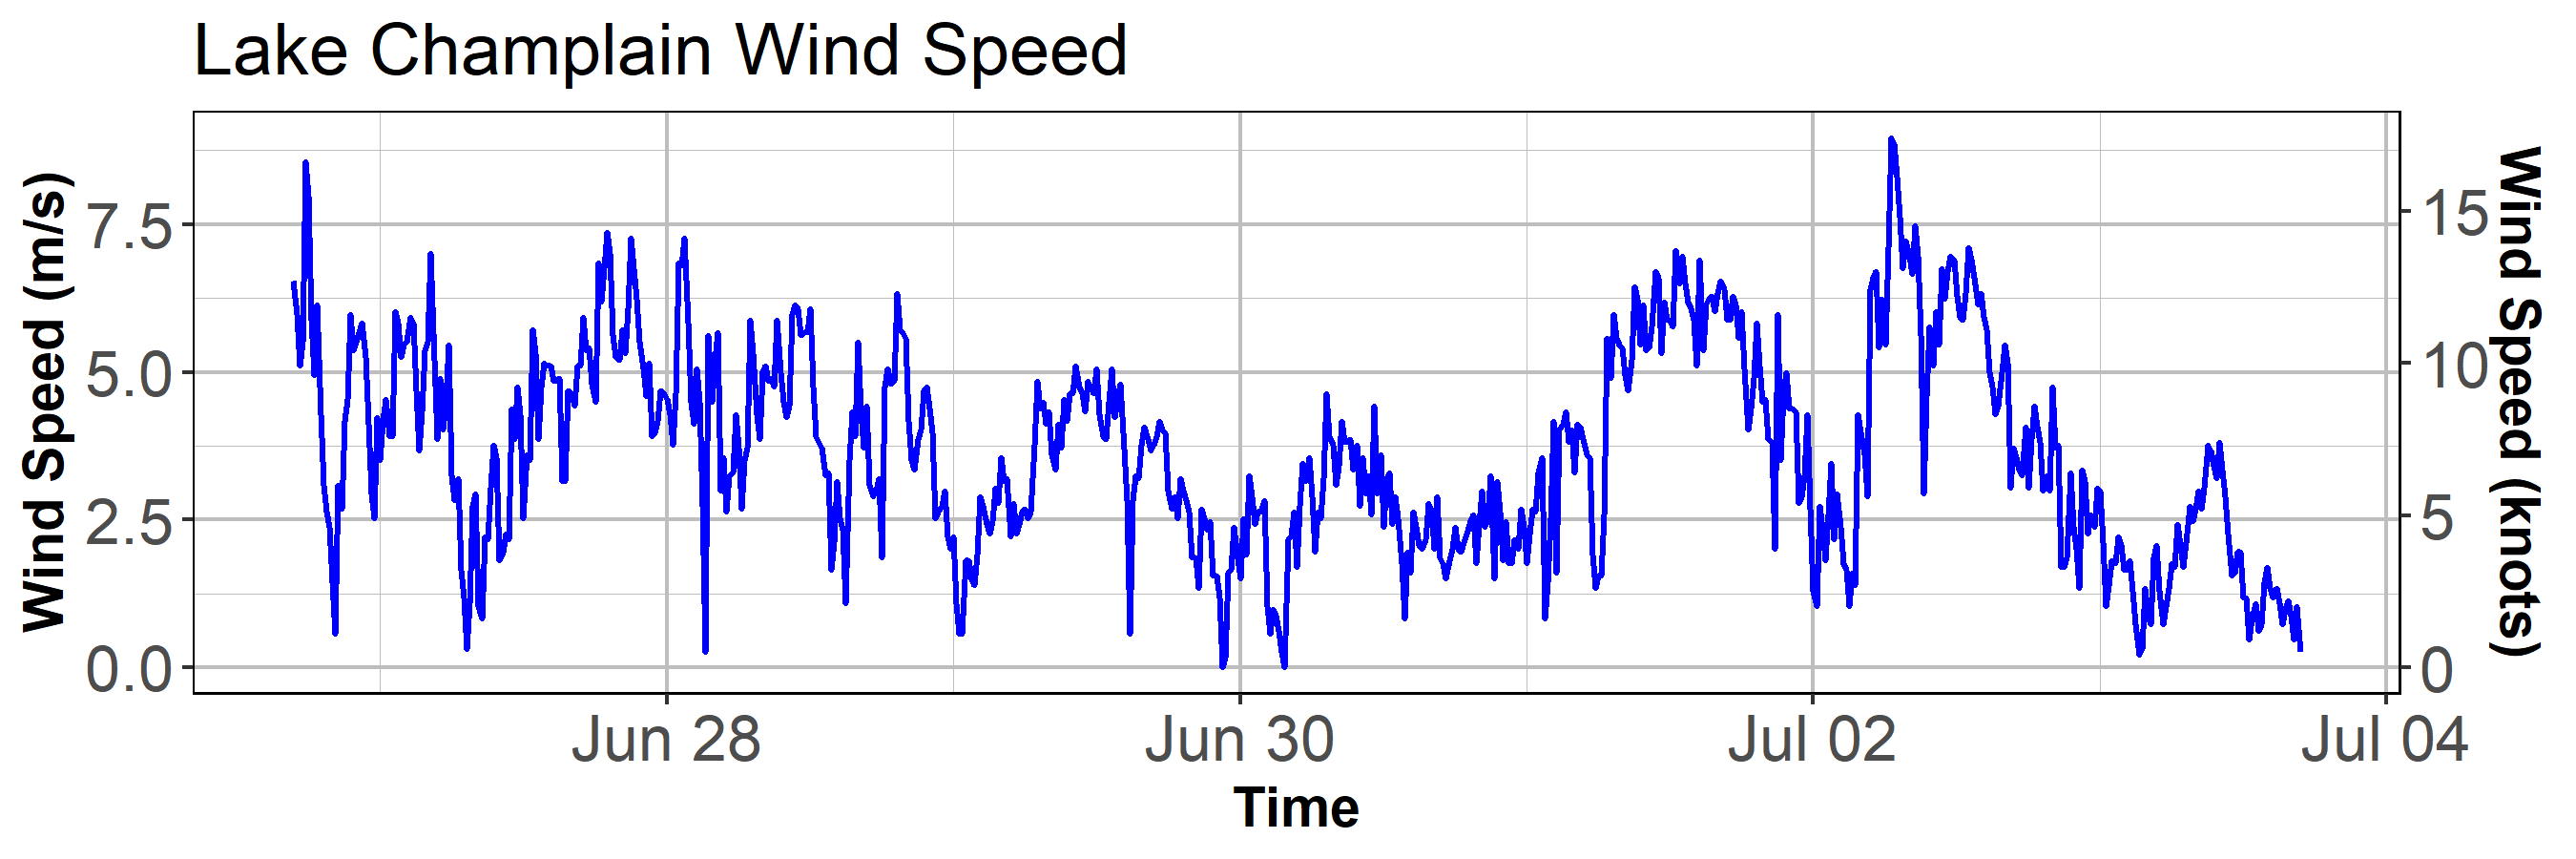 Lake Champlain Wind Speed
Wind Speed (m/s)
7.5
5.0
2.5
0.0
15
10
5
0
Wind Speed (knots)
Jun 28
Jun 30
Jul 02
Jul 04
Time